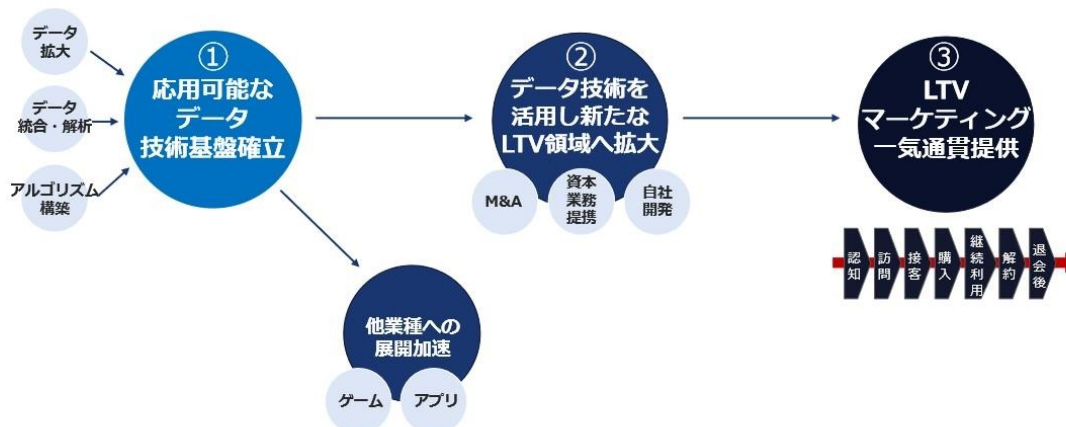 データ
拡大
データ
統合・解析
アルゴリズム
構築
①
応用可能な
データ
技術基盤確立
②
データ技術を
活用し新たな
LTV領域へ拡大
M&A
資本
業務
提携
自社
開発
③
LTV
マーケティング
一気通貫提供
認知
訪問
接客
購入
継続利用
解約
退会後
他業種への
展開加速
ゲーム
アプリ